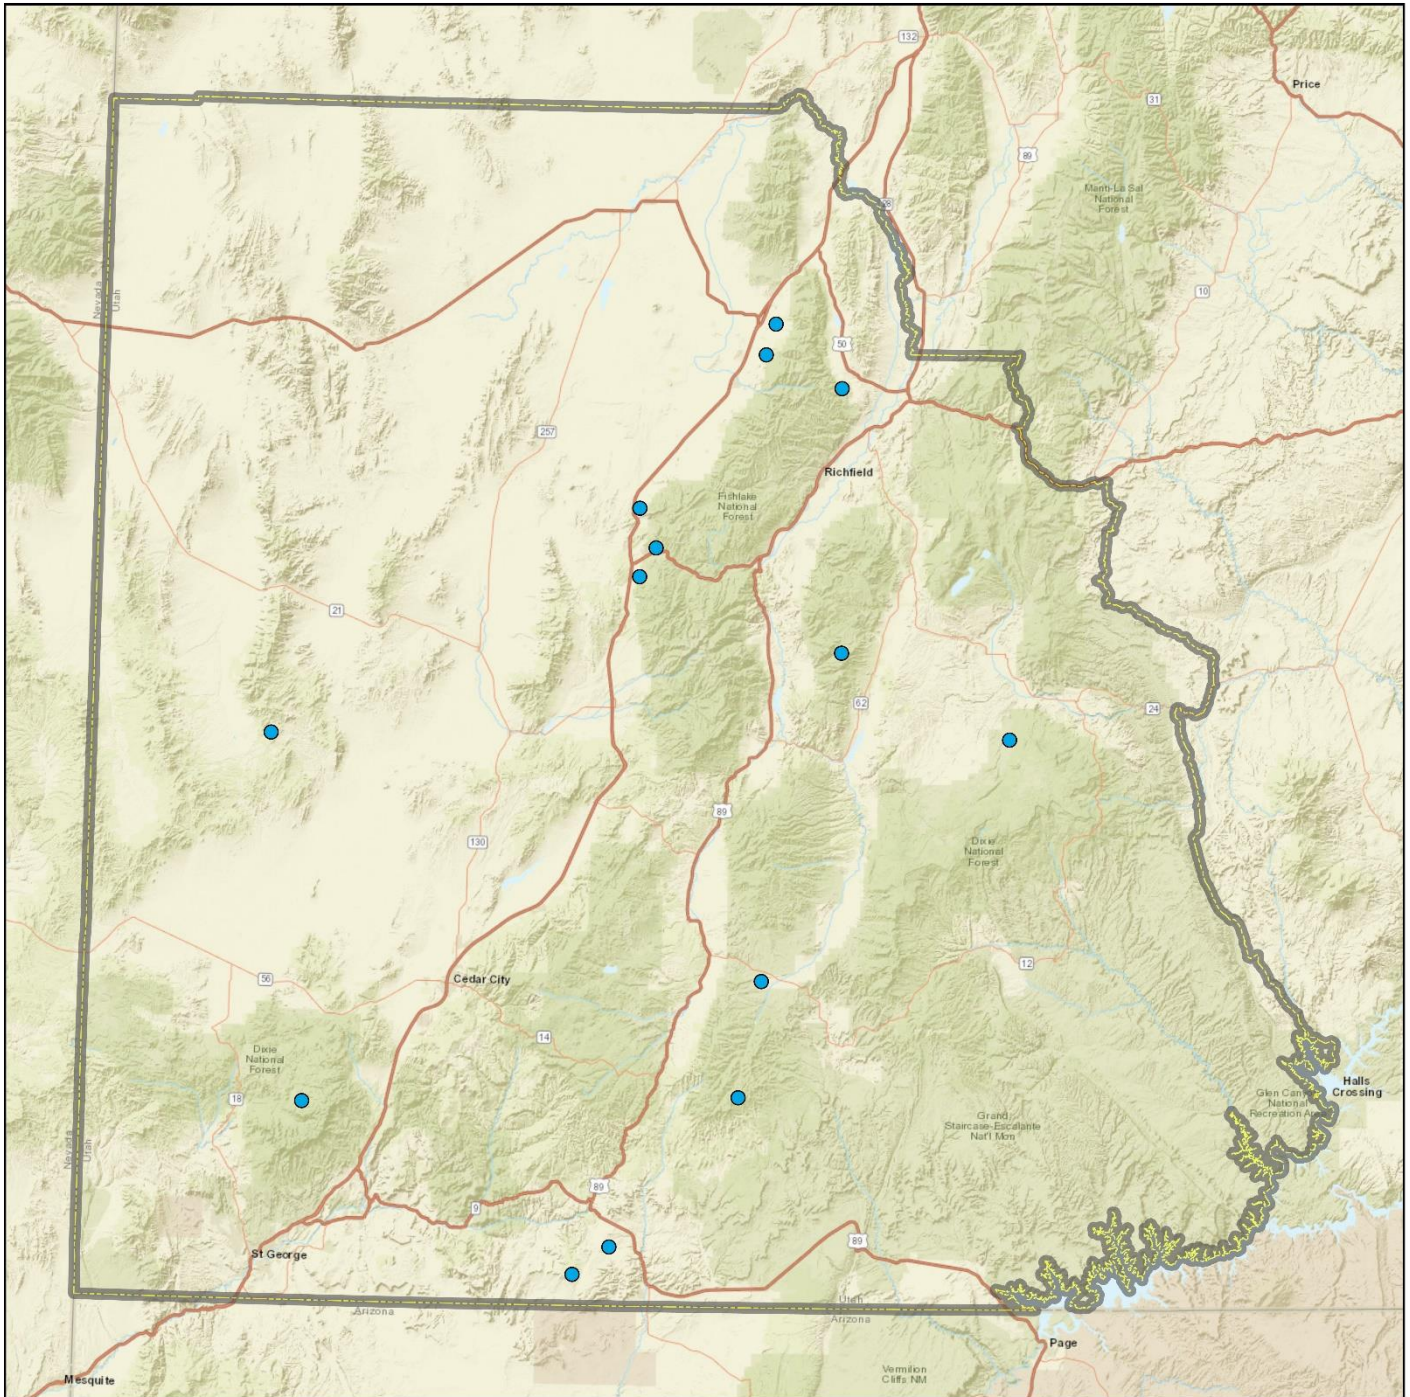 132
Price
31
89
Manti-La Sal
National
Forest
28
Nevada
Utah
10
50
257
Richfield
Fishlake
National
Forest
21
62
24
89
130
Dixie
National
Forest
12
56
Cedar City
14
Dixie
National
Forest
18
Halls
Crossing
Glen Canyon
National
Recreation Area
Grand
Staircase-Escalante
Nat'l Mon
Nevada
Utah
89
9
St George
89
Arizona
Utah
Arizona
Page
Vermilion
Cliffs NM
Mesquite